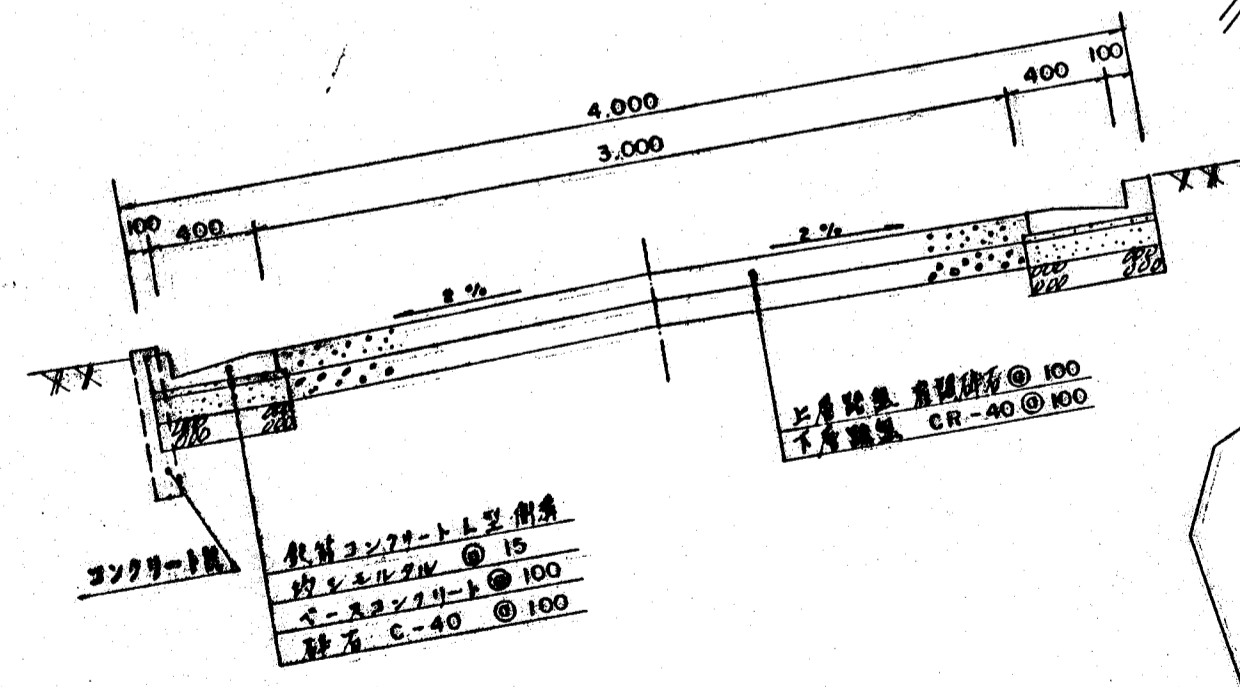 4.000
3.000
400
100
100
400
2 %
2 %
上層路盤 粒調砕石 @ 100
下層路盤 CR-40 @ 100
コンクリート
鉄筋コンクリートL型側溝
敷モルタル @ 15
ベースコンクリート @ 100
砕石 C-40 @ 100